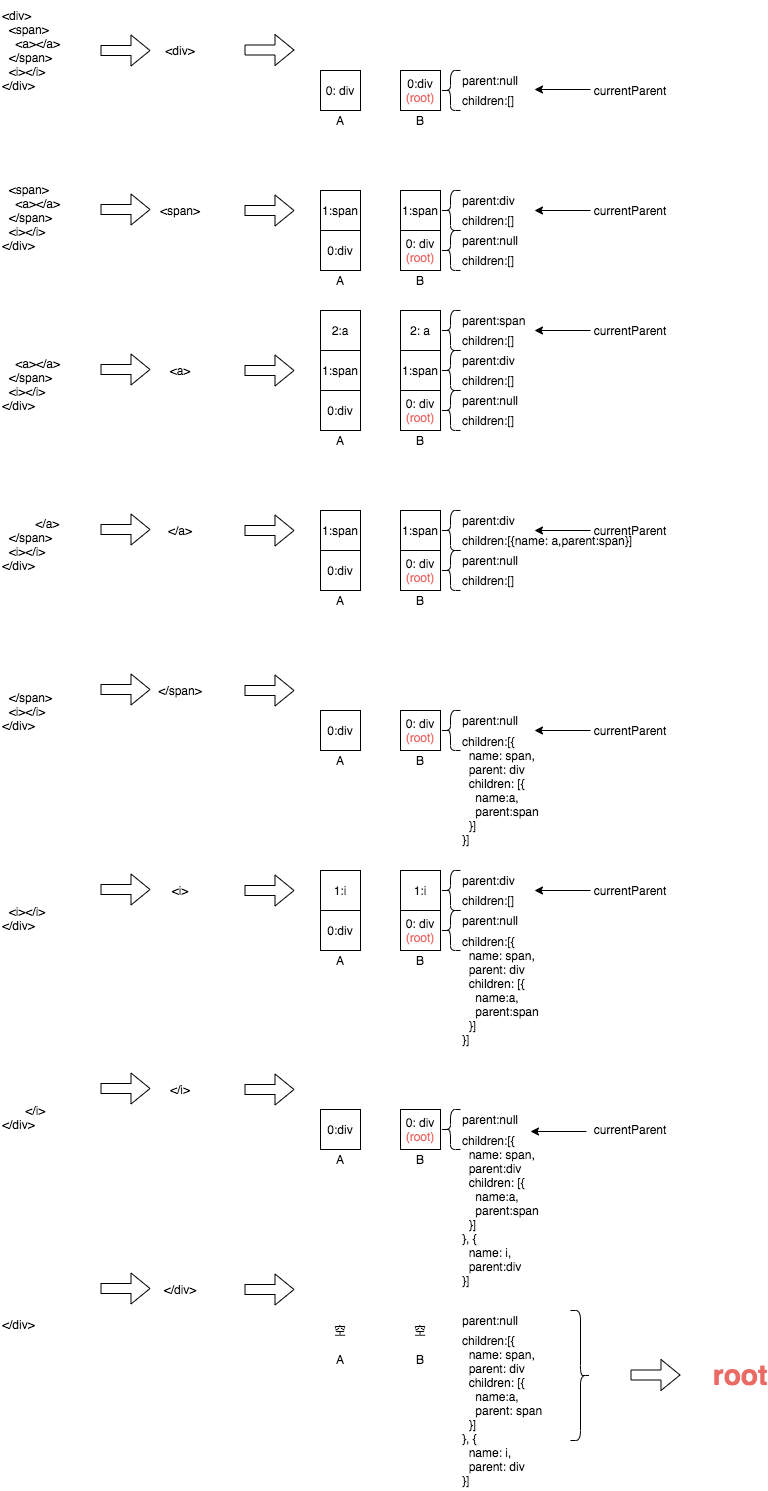 <div>
<span>
<a></a>
</span>
<i></i>
</div>
<div>
0: div
A
0:div
(root)
B
parent:null
children:[]
currentParent
<span>
<a></a>
</span>
<i></i>
</div>
<span>
1:span
0:div
A
1:span
0: div
(root)
B
parent:div
children:[]
parent:null
children:[]
currentParent
<a></a>
</span>
<i></i>
</div>
<a>
2:a
1:span
0:div
A
2: a
1:span
0: div
(root)
B
parent:span
children:[]
parent:div
children:[]
parent:null
children:[]
currentParent
</a>
</span>
<i></i>
</div>
</a>
1:span
0:div
A
1:span
0: div
(root)
B
parent:div
children:[{name: a,parent:span}]
parent:null
children:[]
currentParent
</span>
<i></i>
</div>
</span>
0:div
A
0: div
(root)
B
parent:null
children:[{
name: span,
parent: div
children: [{
name:a,
parent:span
}]
}]
currentParent
<i></i>
</div>
<i>
1:i
0:div
A
1:i
0: div
(root)
B
parent:div
children:[]
parent:null
children:[{
name: span,
parent: div
children: [{
name:a,
parent:span
}]
}]
currentParent
</i>
</div>
</i>
0:div
A
0: div
(root)
B
parent:null
children:[{
name: span,
parent:div
children: [{
name:a,
parent:span
}]
}, {
name: i,
parent:div
}]
currentParent
</div>
</div>
空
A
空
B
parent:null
children:[{
name: span,
parent: div
children: [{
name:a,
parent: span
}]
}, {
name: i,
parent: div
}]
root